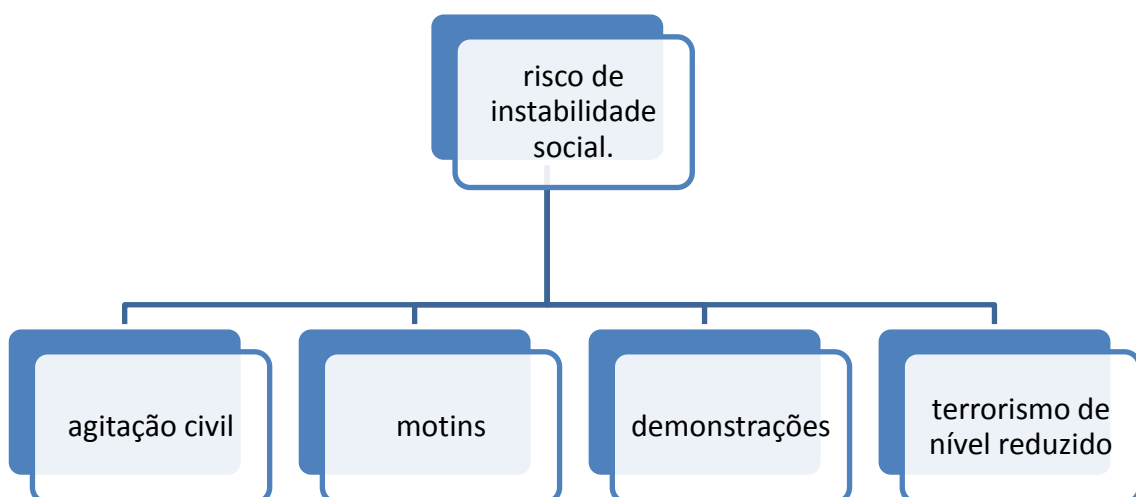 risco de
instabilidade
social.
agitação civil
motins
demonstrações
terrorismo de
nível reduzido